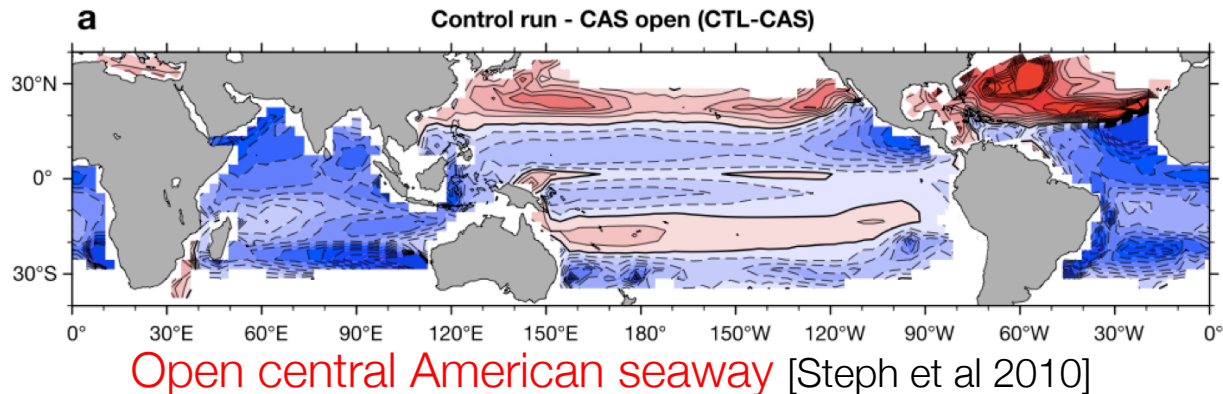 a Control run - CAS open (CTL-CAS)
30°N
0°
30°S
0° 30°E 60°E 90°E 120°E 150°E 180° 150°W 120°W 90°W 60°W 30°W 0°
Open central American seaway [Steph et al 2010]